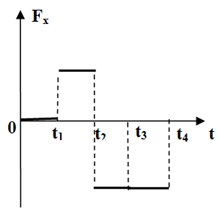 Fₓ
0 t₁ t₂ t₃ t₄ t